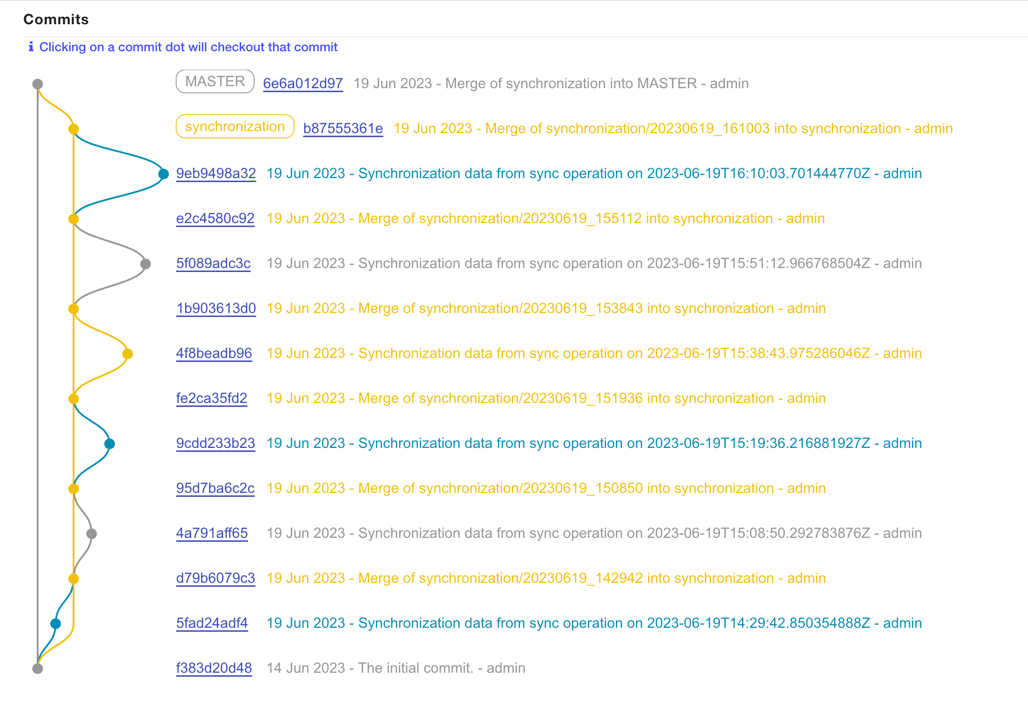 Commits
ℹ Clicking on a commit dot will checkout that commit
MASTER 6e6a012d97 19 Jun 2023 - Merge of synchronization into MASTER - admin
synchronization b87555361e 19 Jun 2023 - Merge of synchronization/20230619_161003 into synchronization - admin
9eb9498a32 19 Jun 2023 - Synchronization data from sync operation on 2023-06-19T16:10:03.701444770Z - admin
e2c4580c92 19 Jun 2023 - Merge of synchronization/20230619_155112 into synchronization - admin
5f089adc3c 19 Jun 2023 - Synchronization data from sync operation on 2023-06-19T15:51:12.966768504Z - admin
1b903613d0 19 Jun 2023 - Merge of synchronization/20230619_153843 into synchronization - admin
4f8beadb96 19 Jun 2023 - Synchronization data from sync operation on 2023-06-19T15:38:43.975286046Z - admin
fe2ca35fd2 19 Jun 2023 - Merge of synchronization/20230619_151936 into synchronization - admin
9cdd233b23 19 Jun 2023 - Synchronization data from sync operation on 2023-06-19T15:19:36.216881927Z - admin
95d7ba6c2c 19 Jun 2023 - Merge of synchronization/20230619_150850 into synchronization - admin
4a791aff65 19 Jun 2023 - Synchronization data from sync operation on 2023-06-19T15:08:50.292783876Z - admin
d79b6079c3 19 Jun 2023 - Merge of synchronization/20230619_142942 into synchronization - admin
5fad24adf4 19 Jun 2023 - Synchronization data from sync operation on 2023-06-19T14:29:42.850354888Z - admin
f383d20d48 14 Jun 2023 - The initial commit. - admin